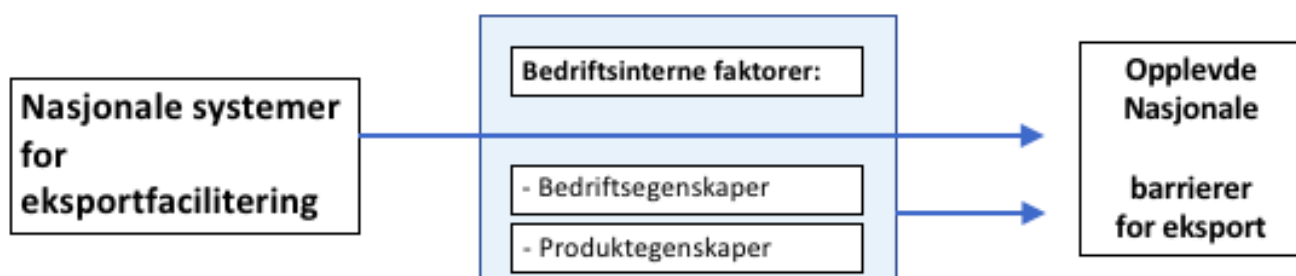 Nasjonale systemer
for
eksportfacilitering
Bedriftsinterne faktorer:
- Bedriftsegenskaper
- Produktegenskaper
Opplevde
Nasjonale
barrierer
for eksport